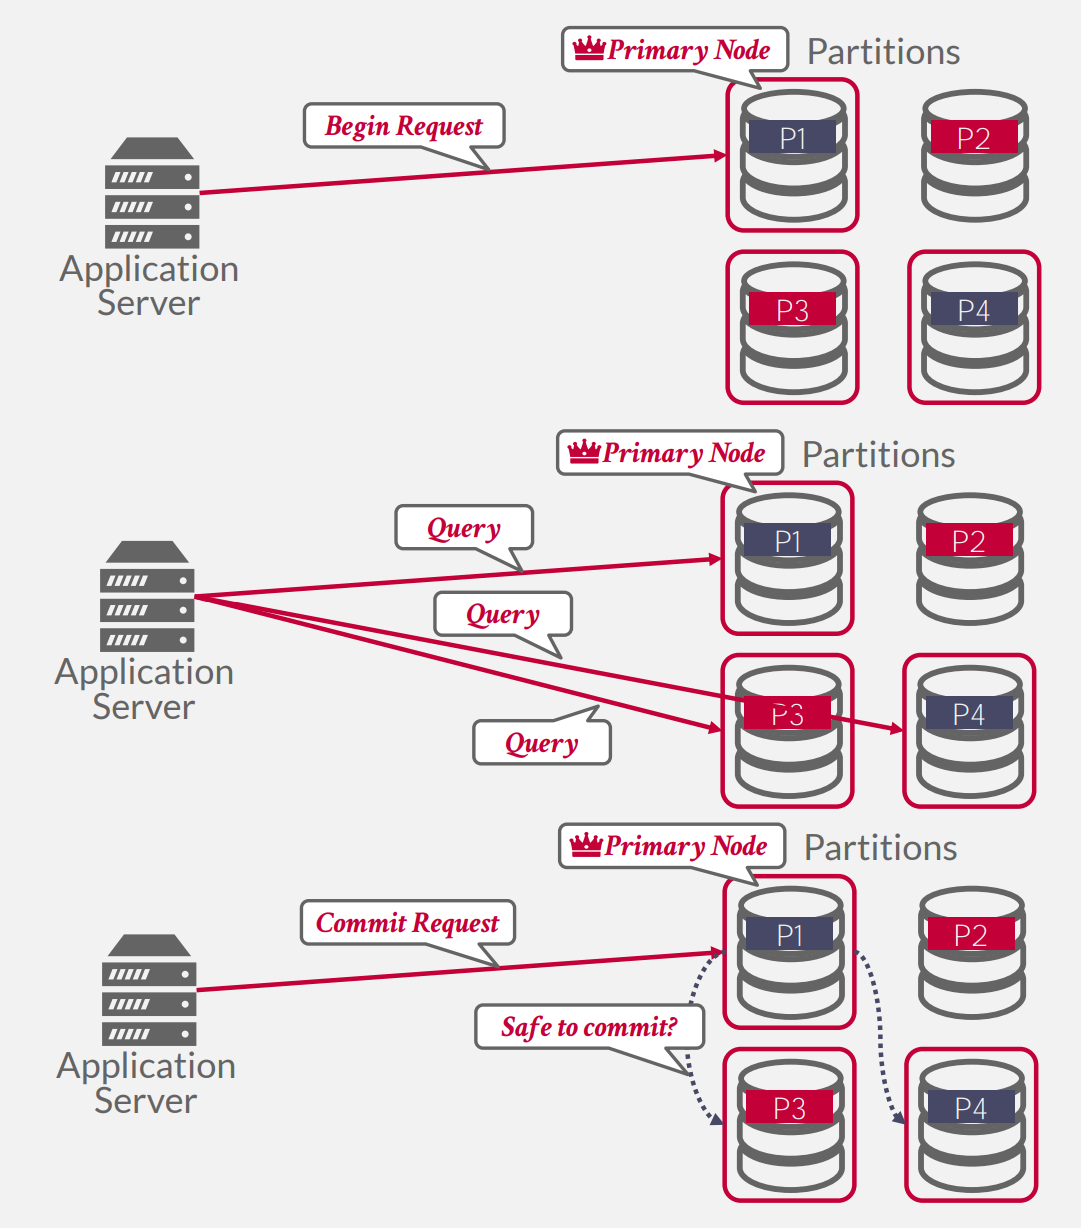 Primary Node
Partitions
Begin Request
P1
P2
Application
Server
P3
P4
Primary Node
Partitions
Query
P1
P2
Query
Application
Server
P3
P4
Query
Primary Node
Partitions
Commit Request
P1
P2
Safe to commit?
Application
Server
P3
P4